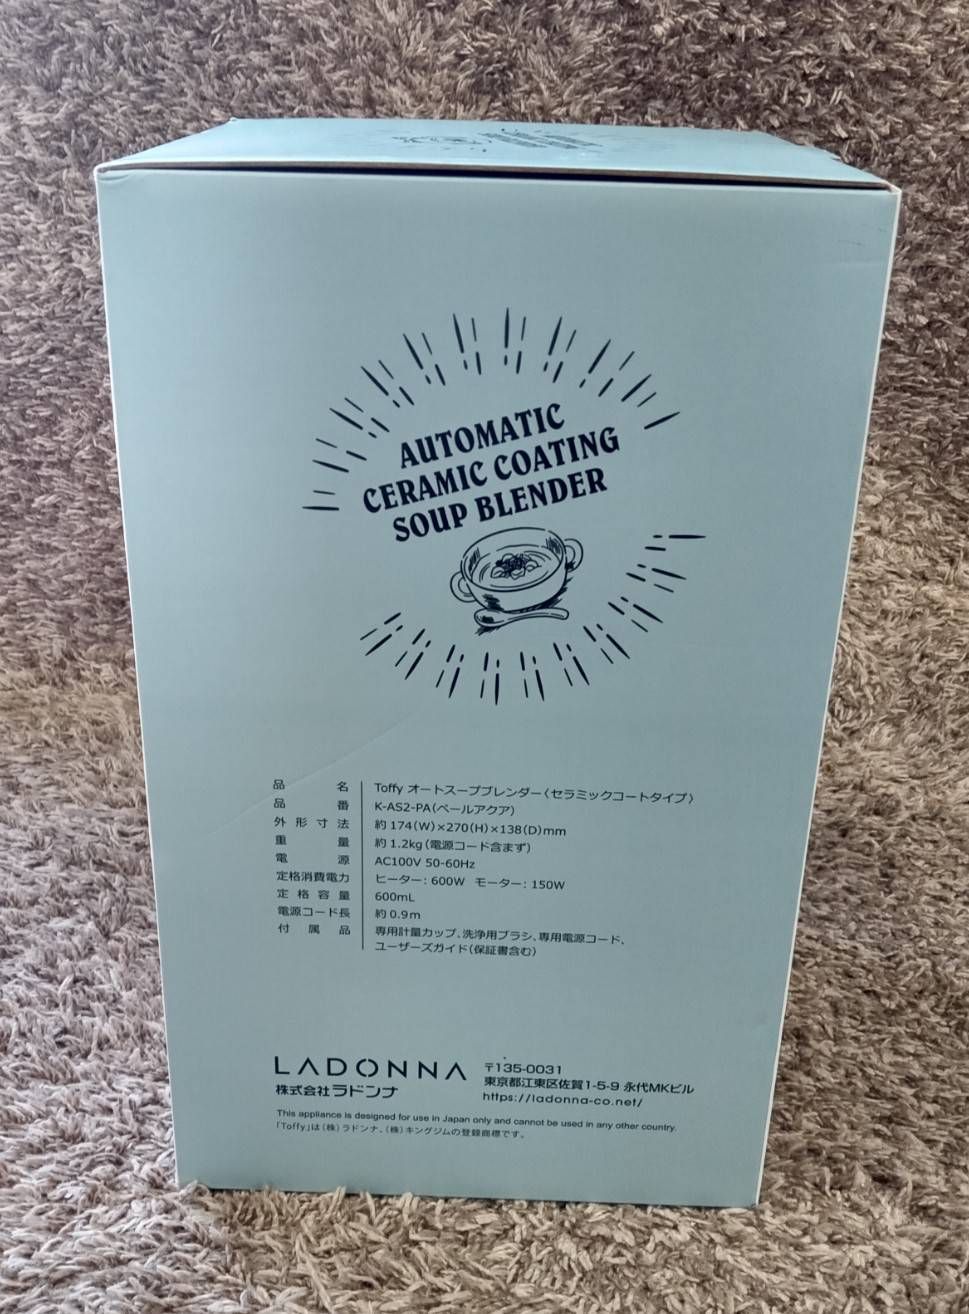 AUTOMATIC
CERAMIC COATING
SOUP BLENDER
品名 Toffy オートスープブレンダー〈セラミックコートタイプ〉
品番 K-AS2-PA(ペールアクア)
外形寸法 約174(W)×270(H)×138(D)mm
重量 約1.2kg(電源コード含まず)
電源 AC100V 50-60Hz
定格消費電力 ヒーター：600W モーター：150W
定格容量 600mL
電源コード長 約0.9m
付属品 専用計量カップ、洗浄用ブラシ、専用電源コード、
ユーザーズガイド(保証書含む)
LADONNA
株式会社ラドンナ
〒135-0031
東京都江東区佐賀1-5-9 永代MKビル
https://ladonna-co.net/
This appliance is designed for use in Japan only and cannot be used in any other country.
「Toffy」は(株)ラドンナ、(株)キングジムの登録商標です。